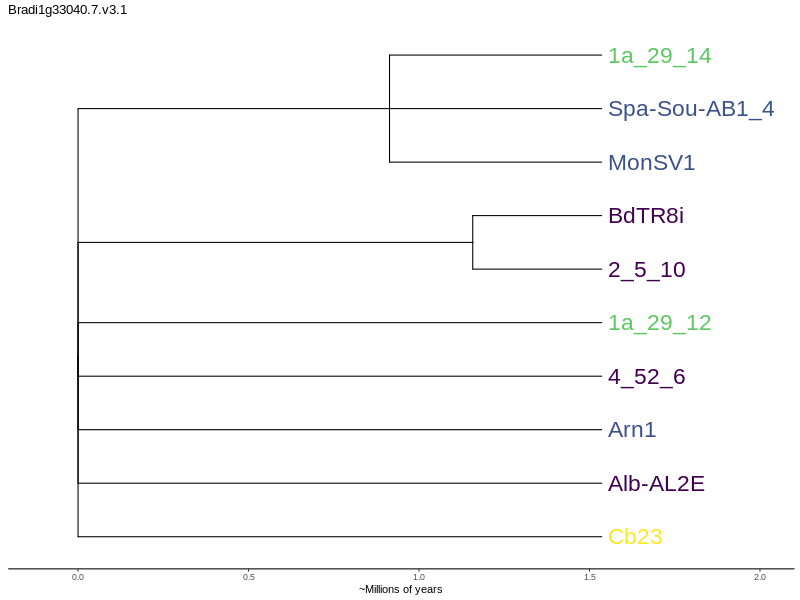 Bradi1g33040.7.v3.1
1a_29_14
Spa-Sou-AB1_4
MonSV1
BdTR8i
2_5_10
1a_29_12
4_52_6
Arn1
Alb-AL2E
Cb23
0.0 0.5 1.0 1.5 2.0
~Millions of years